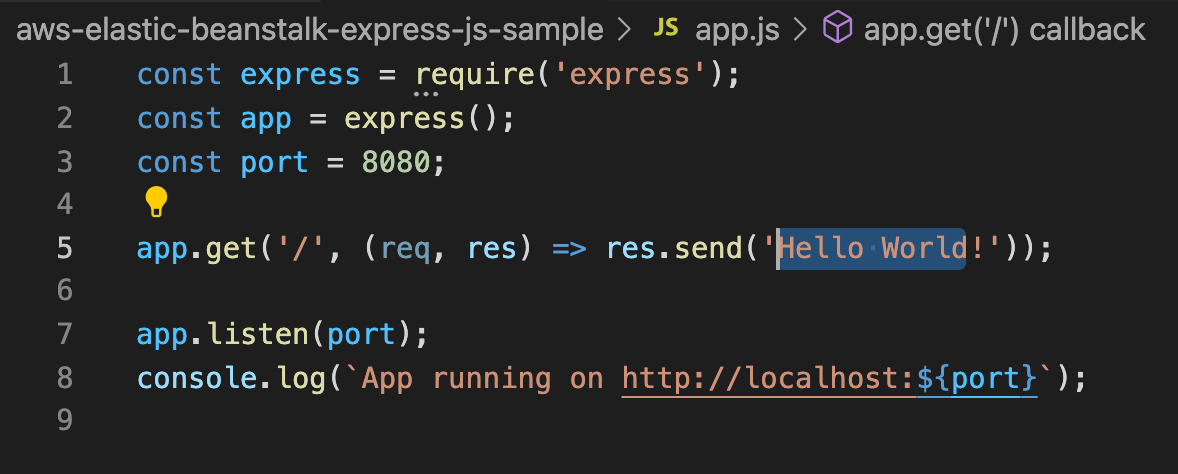 aws-elastic-beanstalk-express-js-sample > JS app.js > app.get('/') callback
1 const express = require('express');
2 const app = express();
3 const port = 8080;
4
5 app.get('/', (req, res) => res.send('Hello World!'));
6
7 app.listen(port);
8 console.log(`App running on http://localhost:${port}`);
9